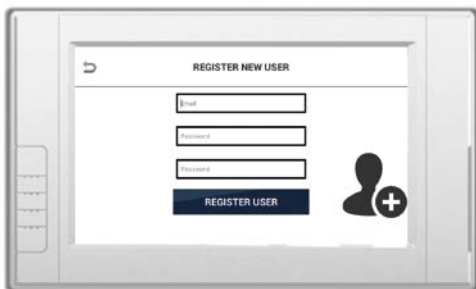 REGISTER NEW USER
Email
Password
Password
REGISTER USER